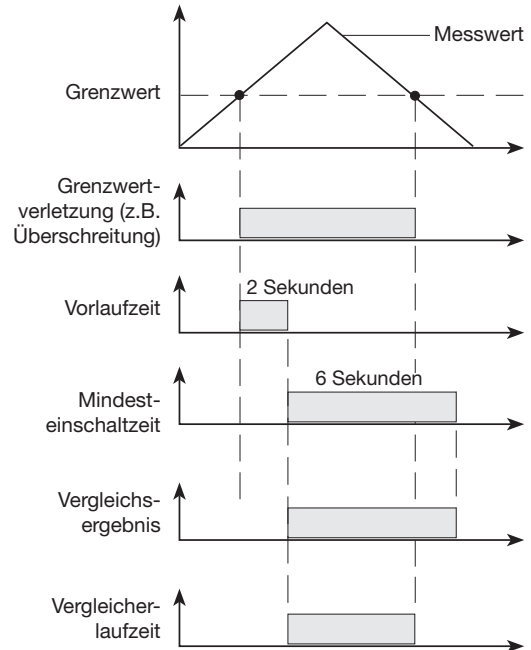 Messwert
Grenzwert
Grenzwert-
verletzung (z.B.
Überschreitung)
2 Sekunden
Vorlaufzeit
6 Sekunden
Mindest-
einschaltzeit
Vergleichs-
ergebnis
Vergleicher-
laufzeit